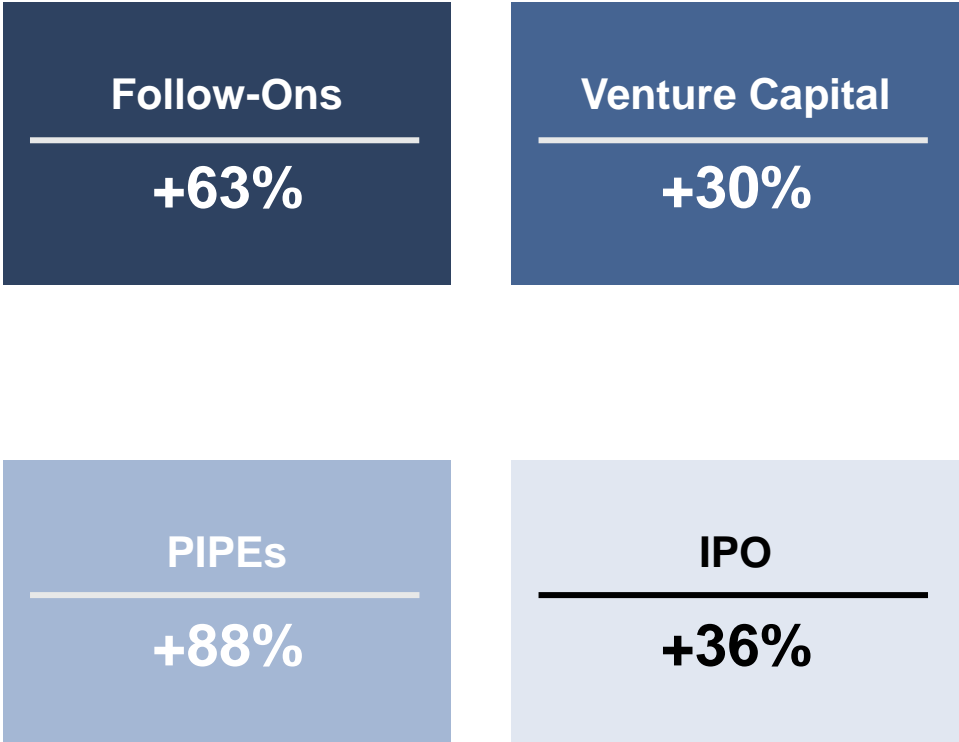 Follow-Ons
+63%
Venture Capital
+30%
PIPEs
+88%
IPO
+36%